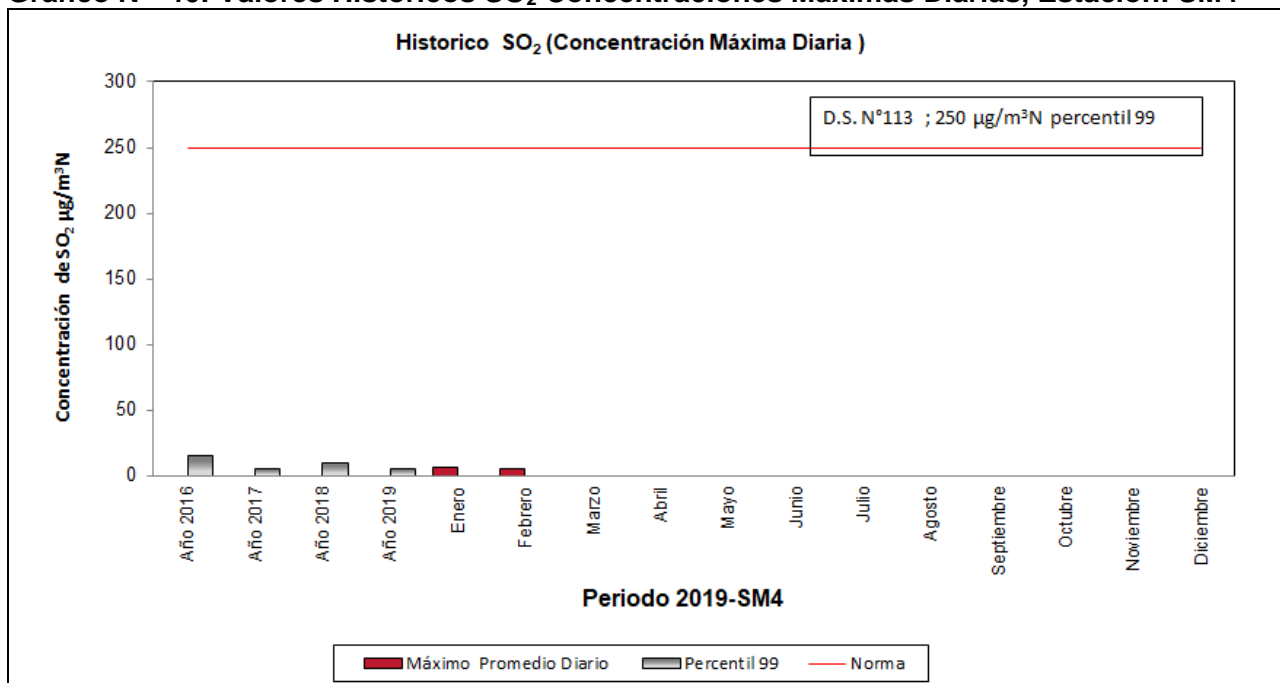 Histórico SO₂ (Concentración Máxima Diaria )
D.S. N°113 ; 250 µg/m³N percentil 99
Concentración de SO₂ µg/m³N
300
250
200
150
100
50
0
Año 2016
Año 2017
Año 2018
Año 2019
Enero
Febrero
Marzo
Abril
Mayo
Junio
Julio
Agosto
Septiembre
Octubre
Noviembre
Diciembre
Periodo 2019-SM4
Máximo Promedio Diario
Percentil 99
Norma